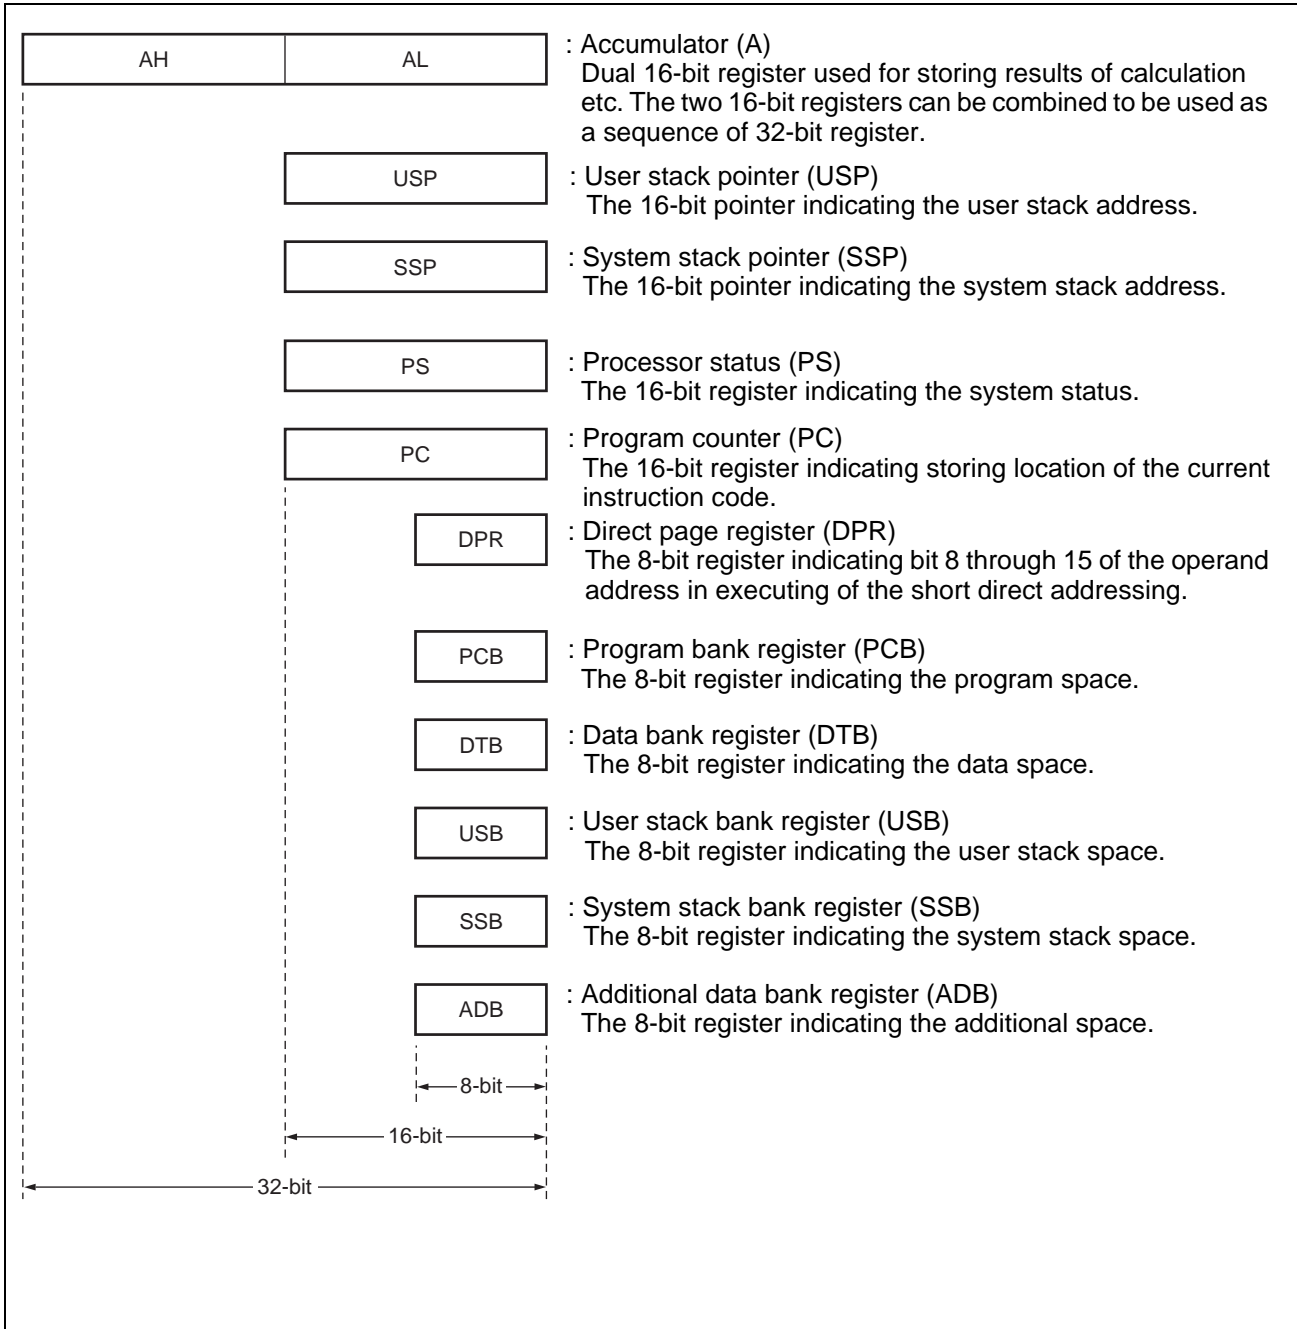 AH AL : Accumulator (A)
Dual 16-bit register used for storing results of calculation
etc. The two 16-bit registers can be combined to be used as
a sequence of 32-bit register.
USP : User stack pointer (USP)
The 16-bit pointer indicating the user stack address.
SSP : System stack pointer (SSP)
The 16-bit pointer indicating the system stack address.
PS : Processor status (PS)
The 16-bit register indicating the system status.
PC : Program counter (PC)
The 16-bit register indicating storing location of the current
instruction code.
DPR : Direct page register (DPR)
The 8-bit register indicating bit 8 through 15 of the operand
address in executing of the short direct addressing.
PCB : Program bank register (PCB)
The 8-bit register indicating the program space.
DTB : Data bank register (DTB)
The 8-bit register indicating the data space.
USB : User stack bank register (USB)
The 8-bit register indicating the user stack space.
SSB : System stack bank register (SSB)
The 8-bit register indicating the system stack space.
ADB : Additional data bank register (ADB)
The 8-bit register indicating the additional space.
8-bit
16-bit
32-bit